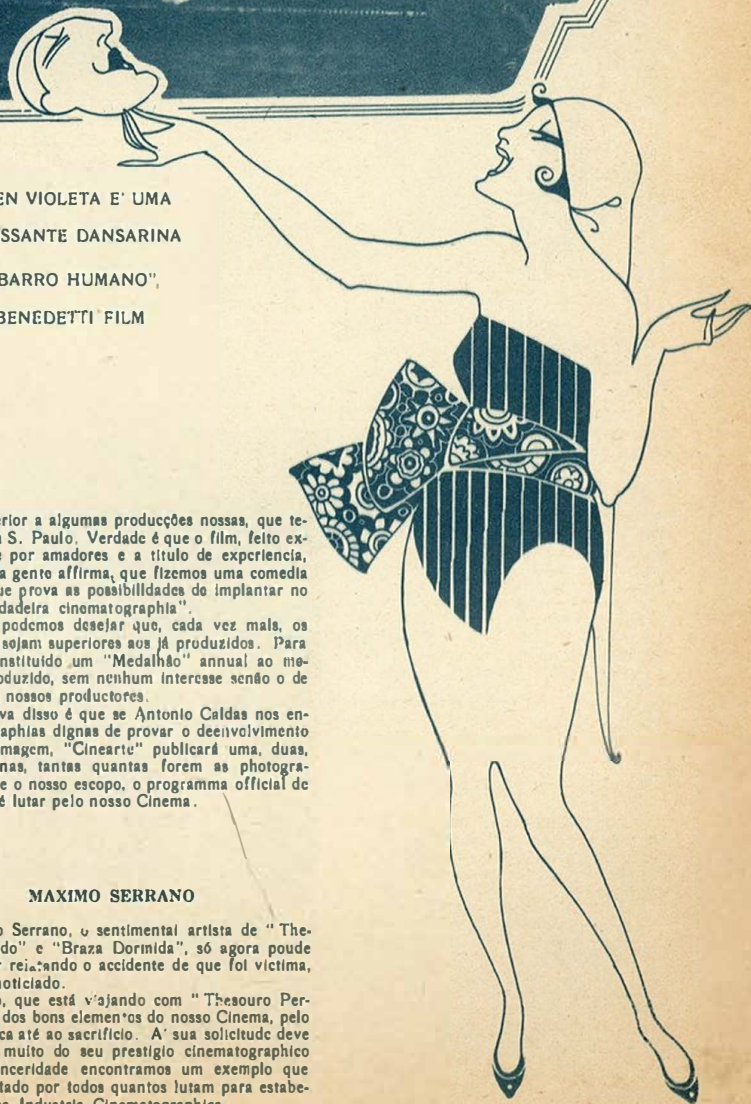 EN VIOLETA E' UMA
SSANTE DANSARINA
BARRO HUMANO",
BENEDETTI FILM
rior a algumas producções nossas, que te-
S. Paulo. Verdade é que o film, feito ex-
e por amadores e a titulo de experiencia,
a gente affirma, que fizemos uma comedia
ue prova as possibilidades de implantar no
dadeira cinematographia".
podemos desejar que, cada vez mais, os
sejam superiores aos já produzidos. Para
nstituido um "Medalhão" annual ao me-
oduzido, sem nenhum interesse senão o de
nossos productores.
va disso é que se Antonio Caldas nos en-
aphias dignas de provar o deenvolvimento
magem, "Cinearte" publicará uma, duas,
nas, tantas quantas forem as photogra-
e o nosso escopo, o programma official de
é lutar pelo nosso Cinema.
MAXIMO SERRANO
o Serrano, o sentimental artista de "The-
do" e "Braza Dormida", só agora poude
r relatando o accidente de que foi victima,
noticiado.
o, que está viajando com "Thesouro Per-
dos bons elementos do nosso Cinema, pelo
ca até ao sacrificio. A' sua solicitude deve
muito do seu prestigio cinematographico
nceridade encontramos um exemplo que
tado por todos quantos lutam para estabe-
Industria Cinematographica.